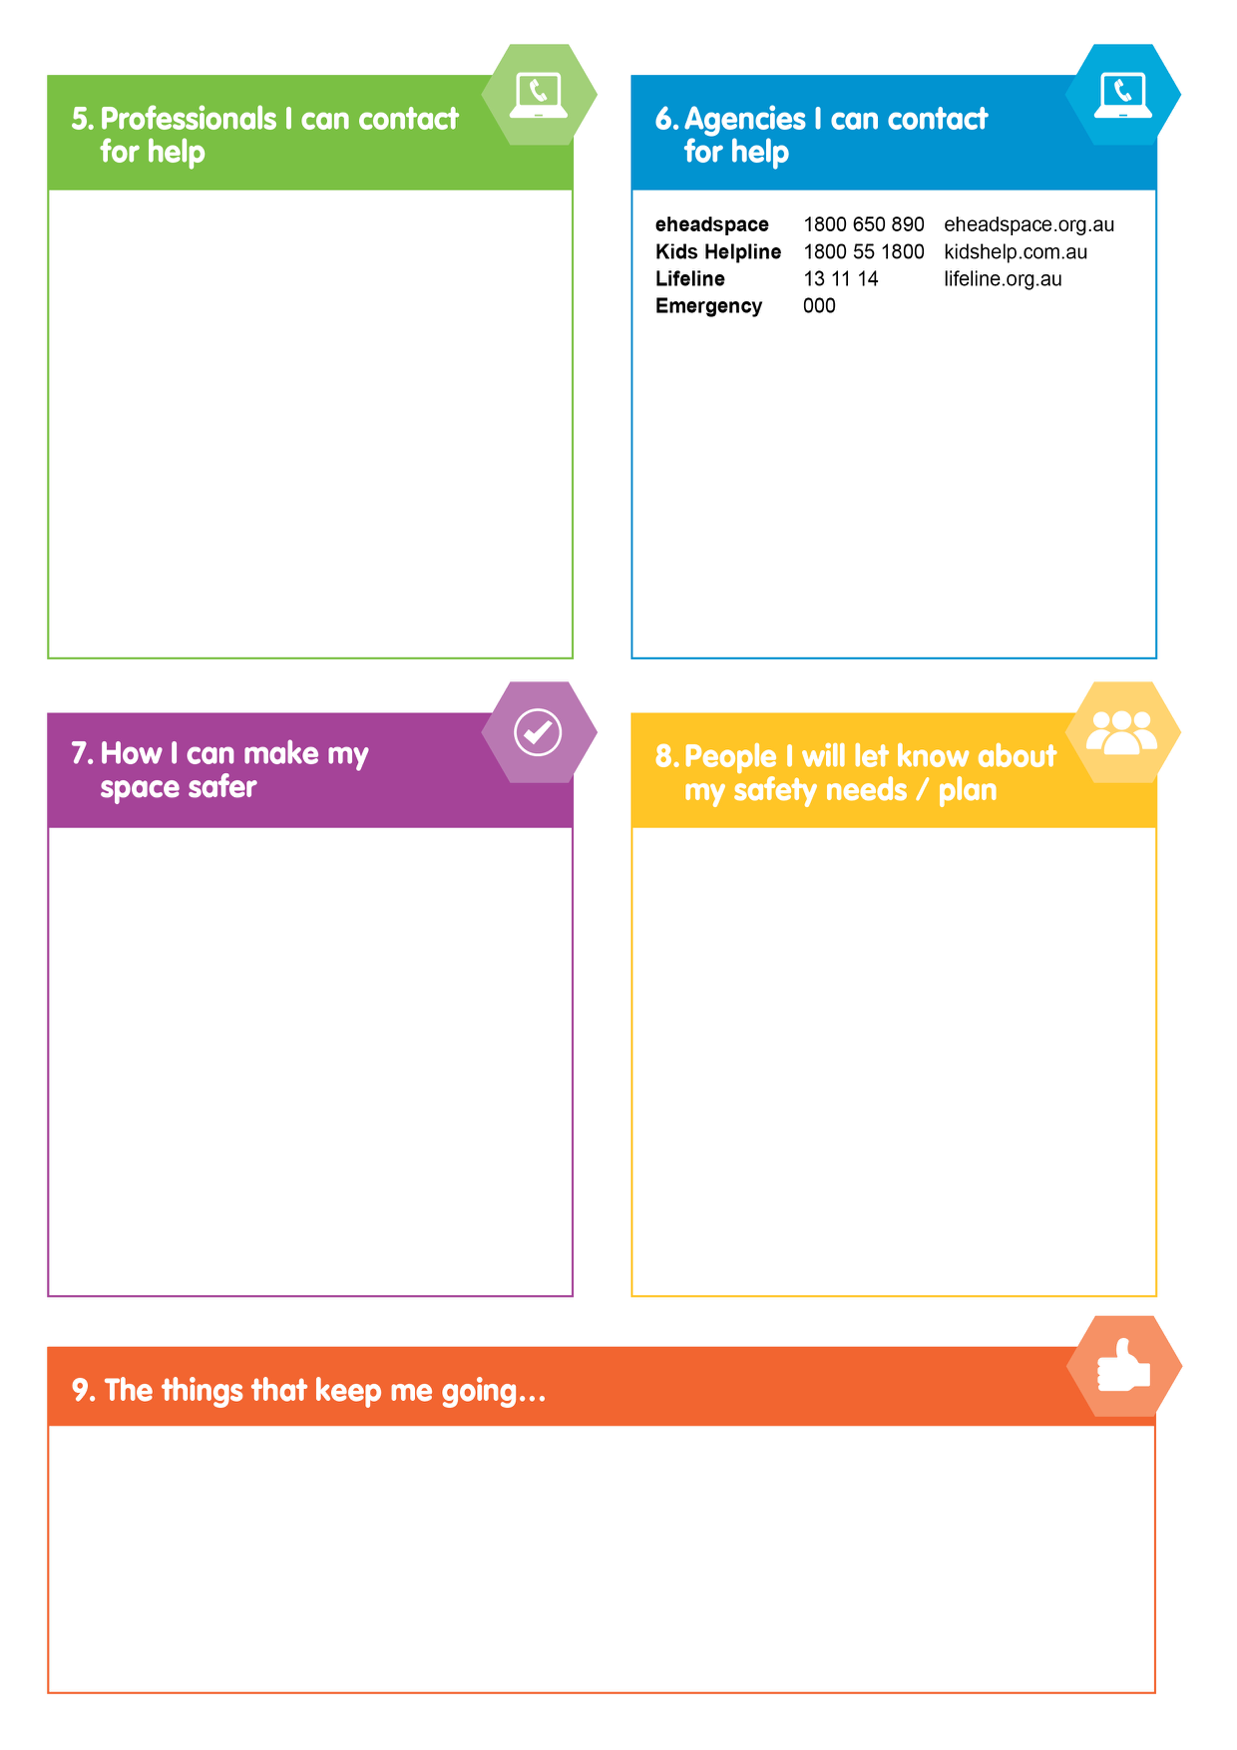 5. Professionals I can contact
for help
6. Agencies I can contact
for help
eheadspace 1800 650 890 eheadspace.org.au
Kids Helpline 1800 55 1800 kidshelp.com.au
Lifeline 13 11 14 lifeline.org.au
Emergency 000
7. How I can make my
space safer
8. People I will let know about
my safety needs / plan
9. The things that keep me going...